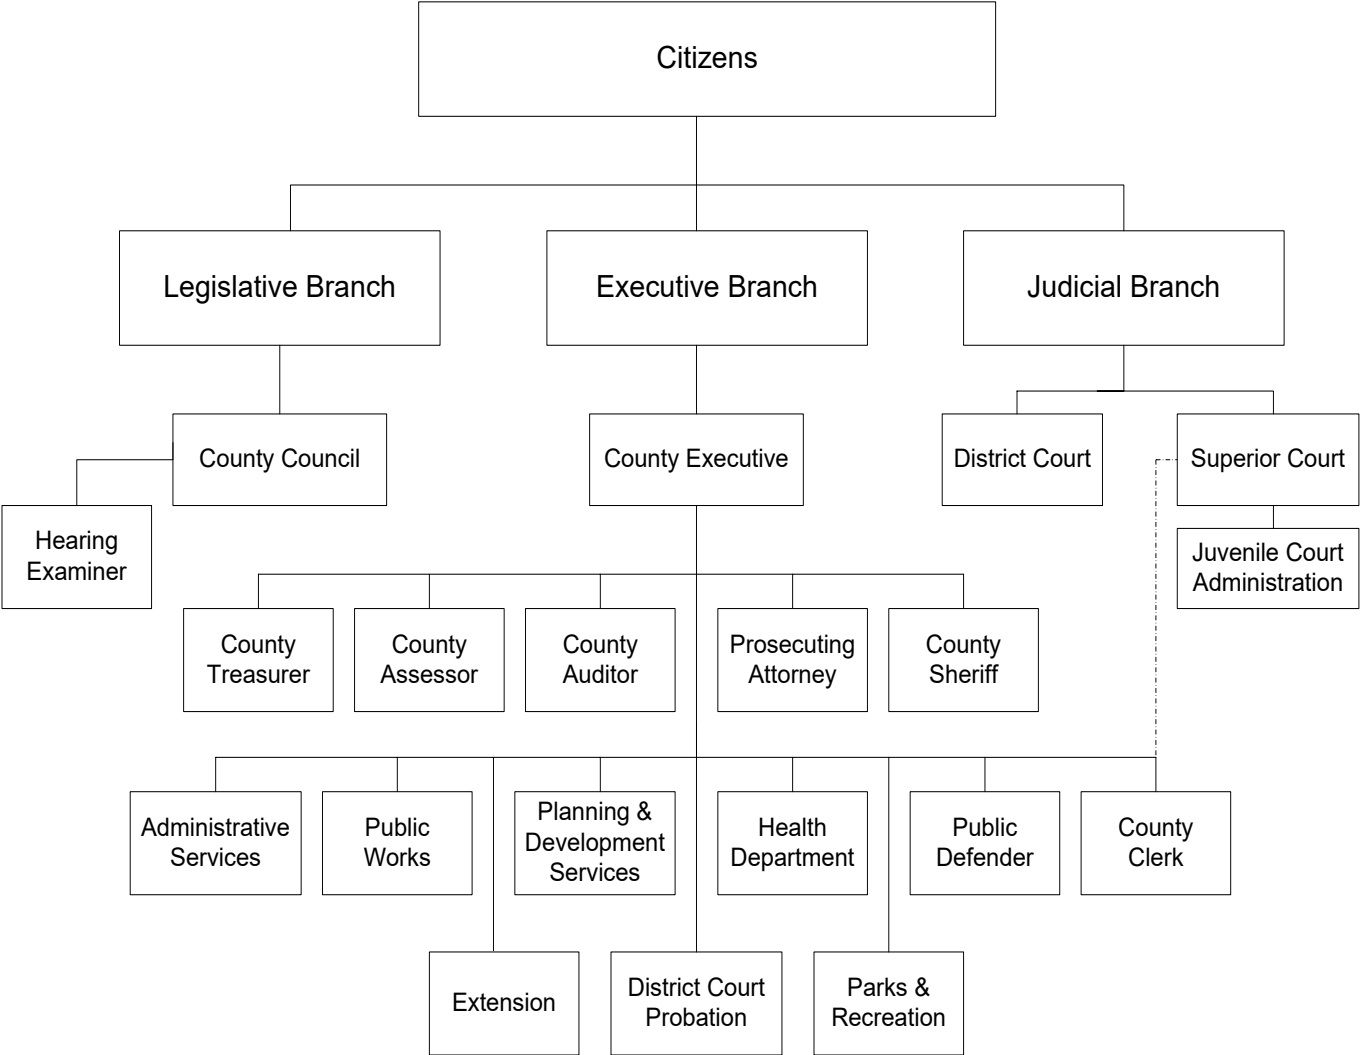 Citizens
Legislative Branch
Executive Branch
Judicial Branch
County Council
County Executive
District Court
Superior Court
Hearing
Examiner
Juvenile Court
Administration
County
Treasurer
County
Assessor
County
Auditor
Prosecuting
Attorney
County
Sheriff
Administrative
Services
Public
Works
Planning &
Development
Services
Health
Department
Public
Defender
County
Clerk
Extension
District Court
Probation
Parks &
Recreation